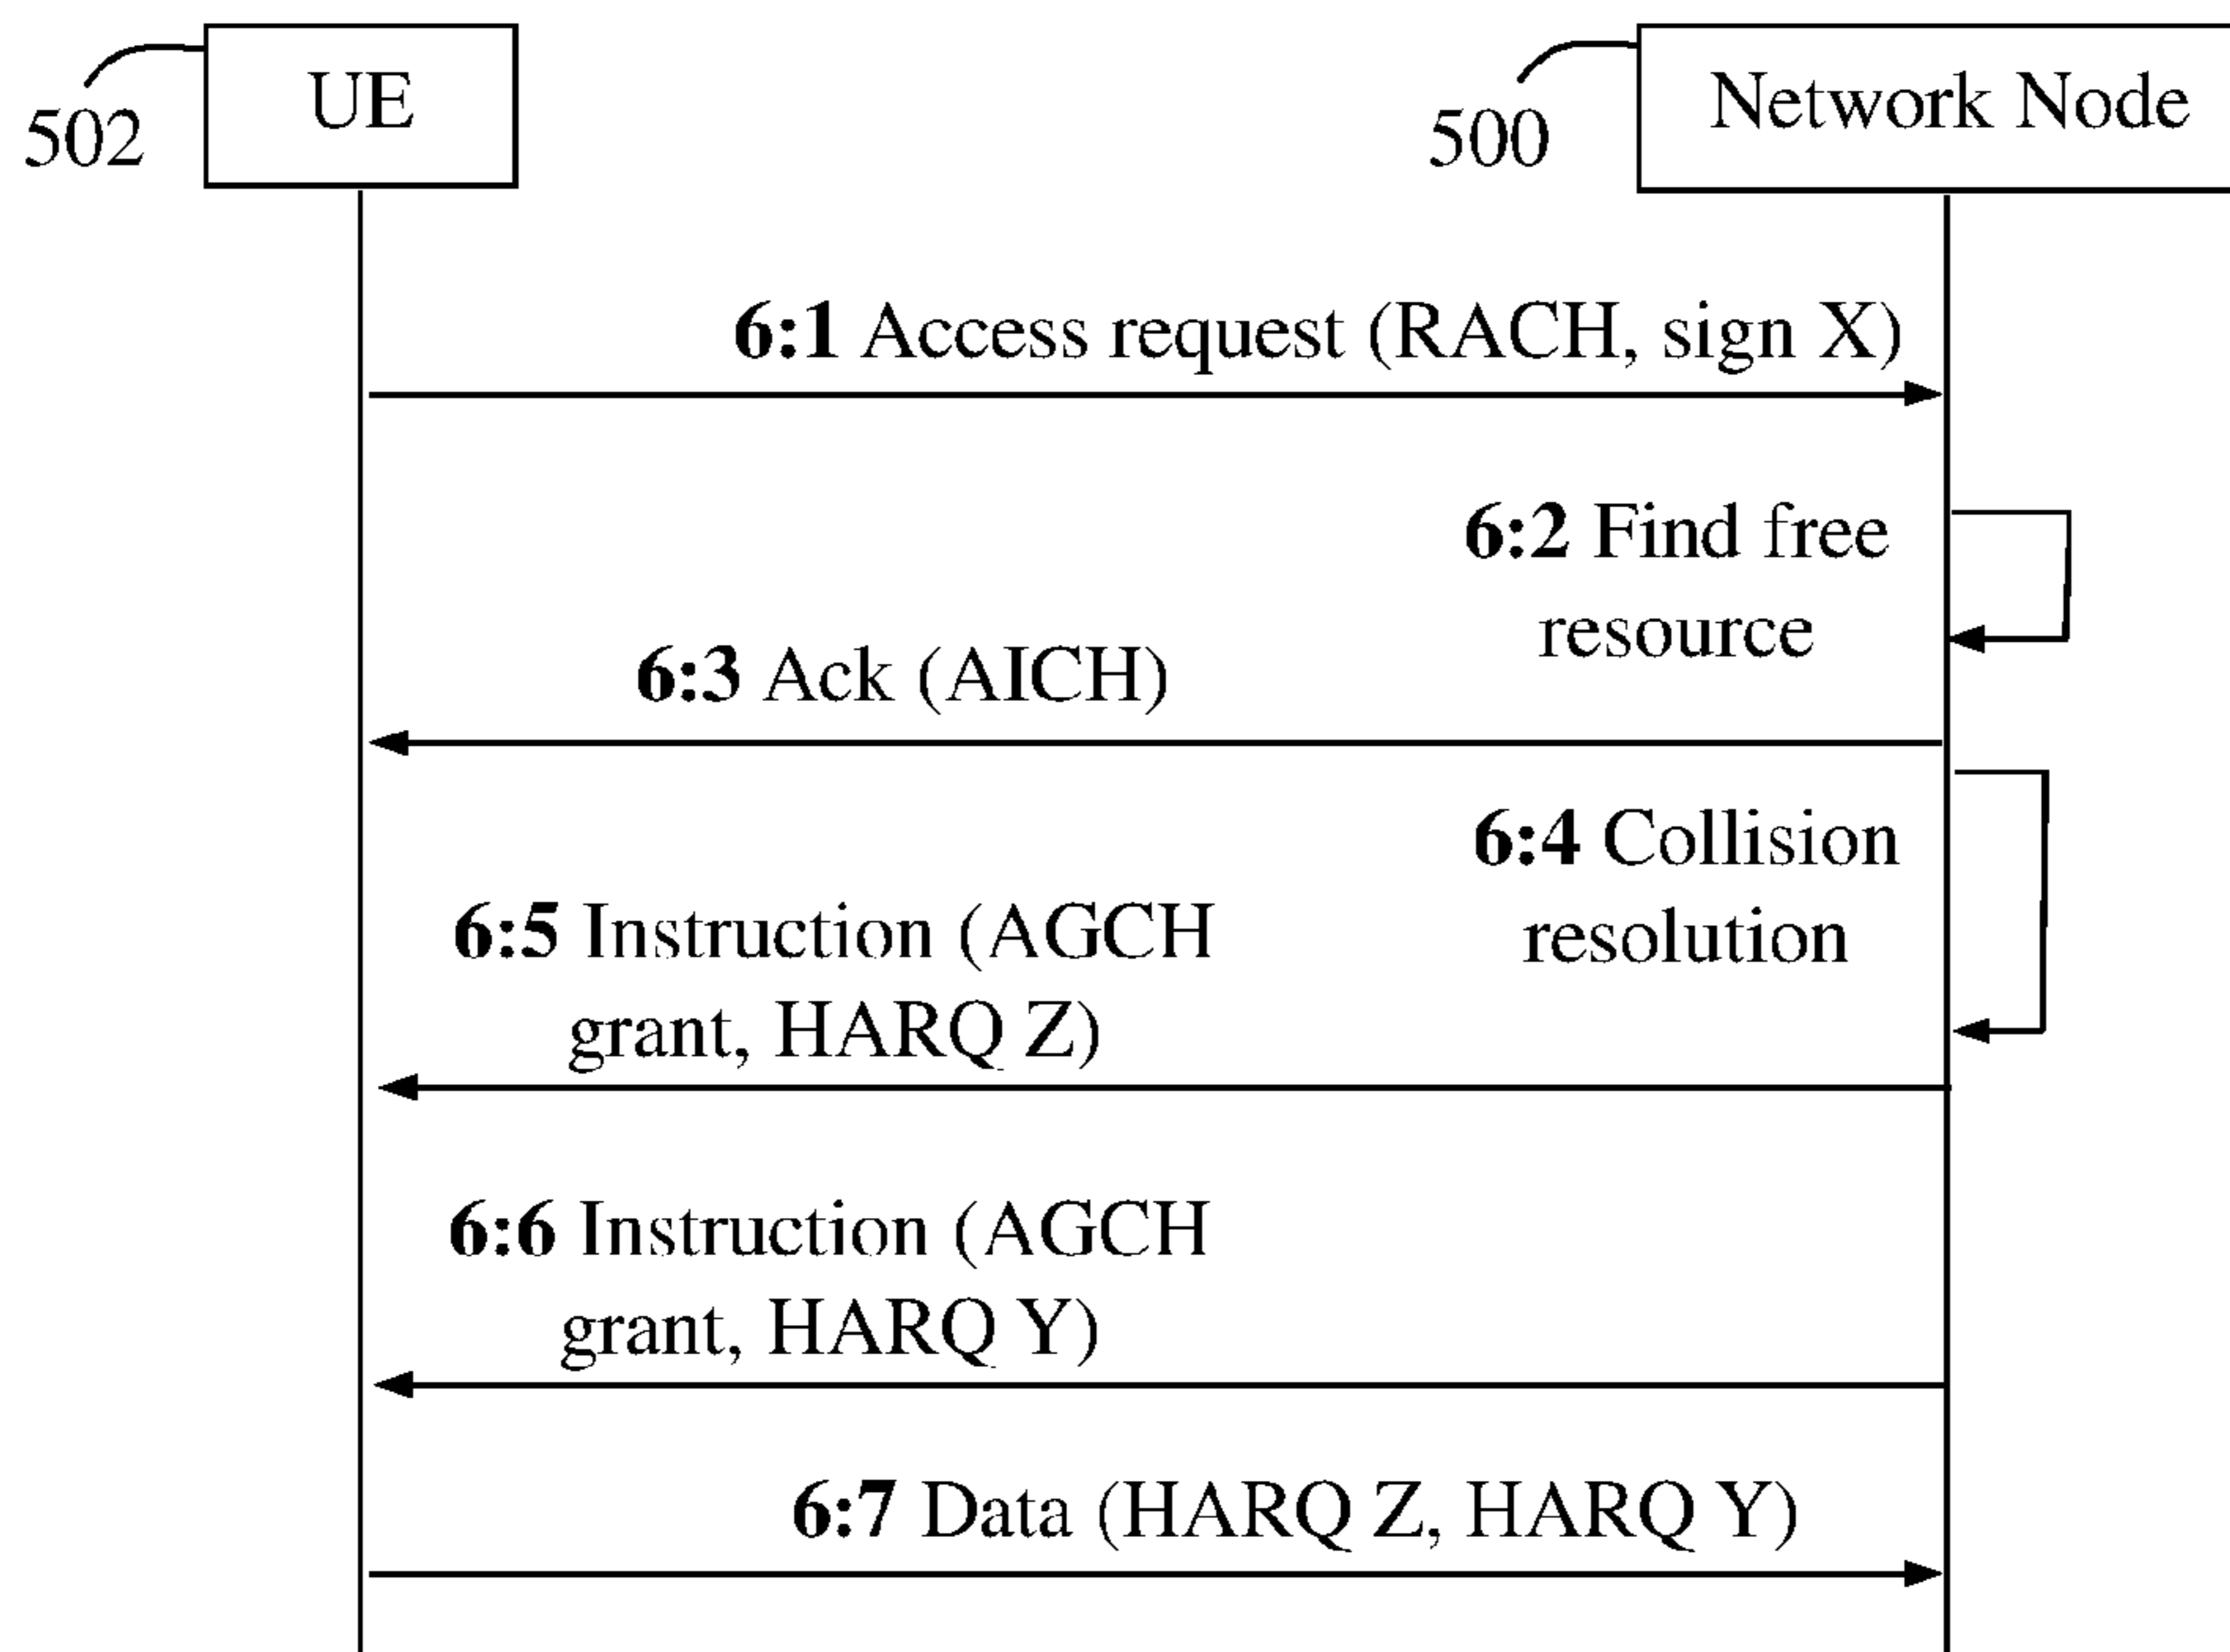 UE
Network Node
502
500
6:1 Access request (RACH, sign X)
6:2 Find free
resource
6:3 Ack (AICH)
6:4 Collision
resolution
6:5 Instruction (AGCH
grant, HARQ Z)
6:6 Instruction (AGCH
grant, HARQ Y)
6:7 Data (HARQ Z, HARQ Y)